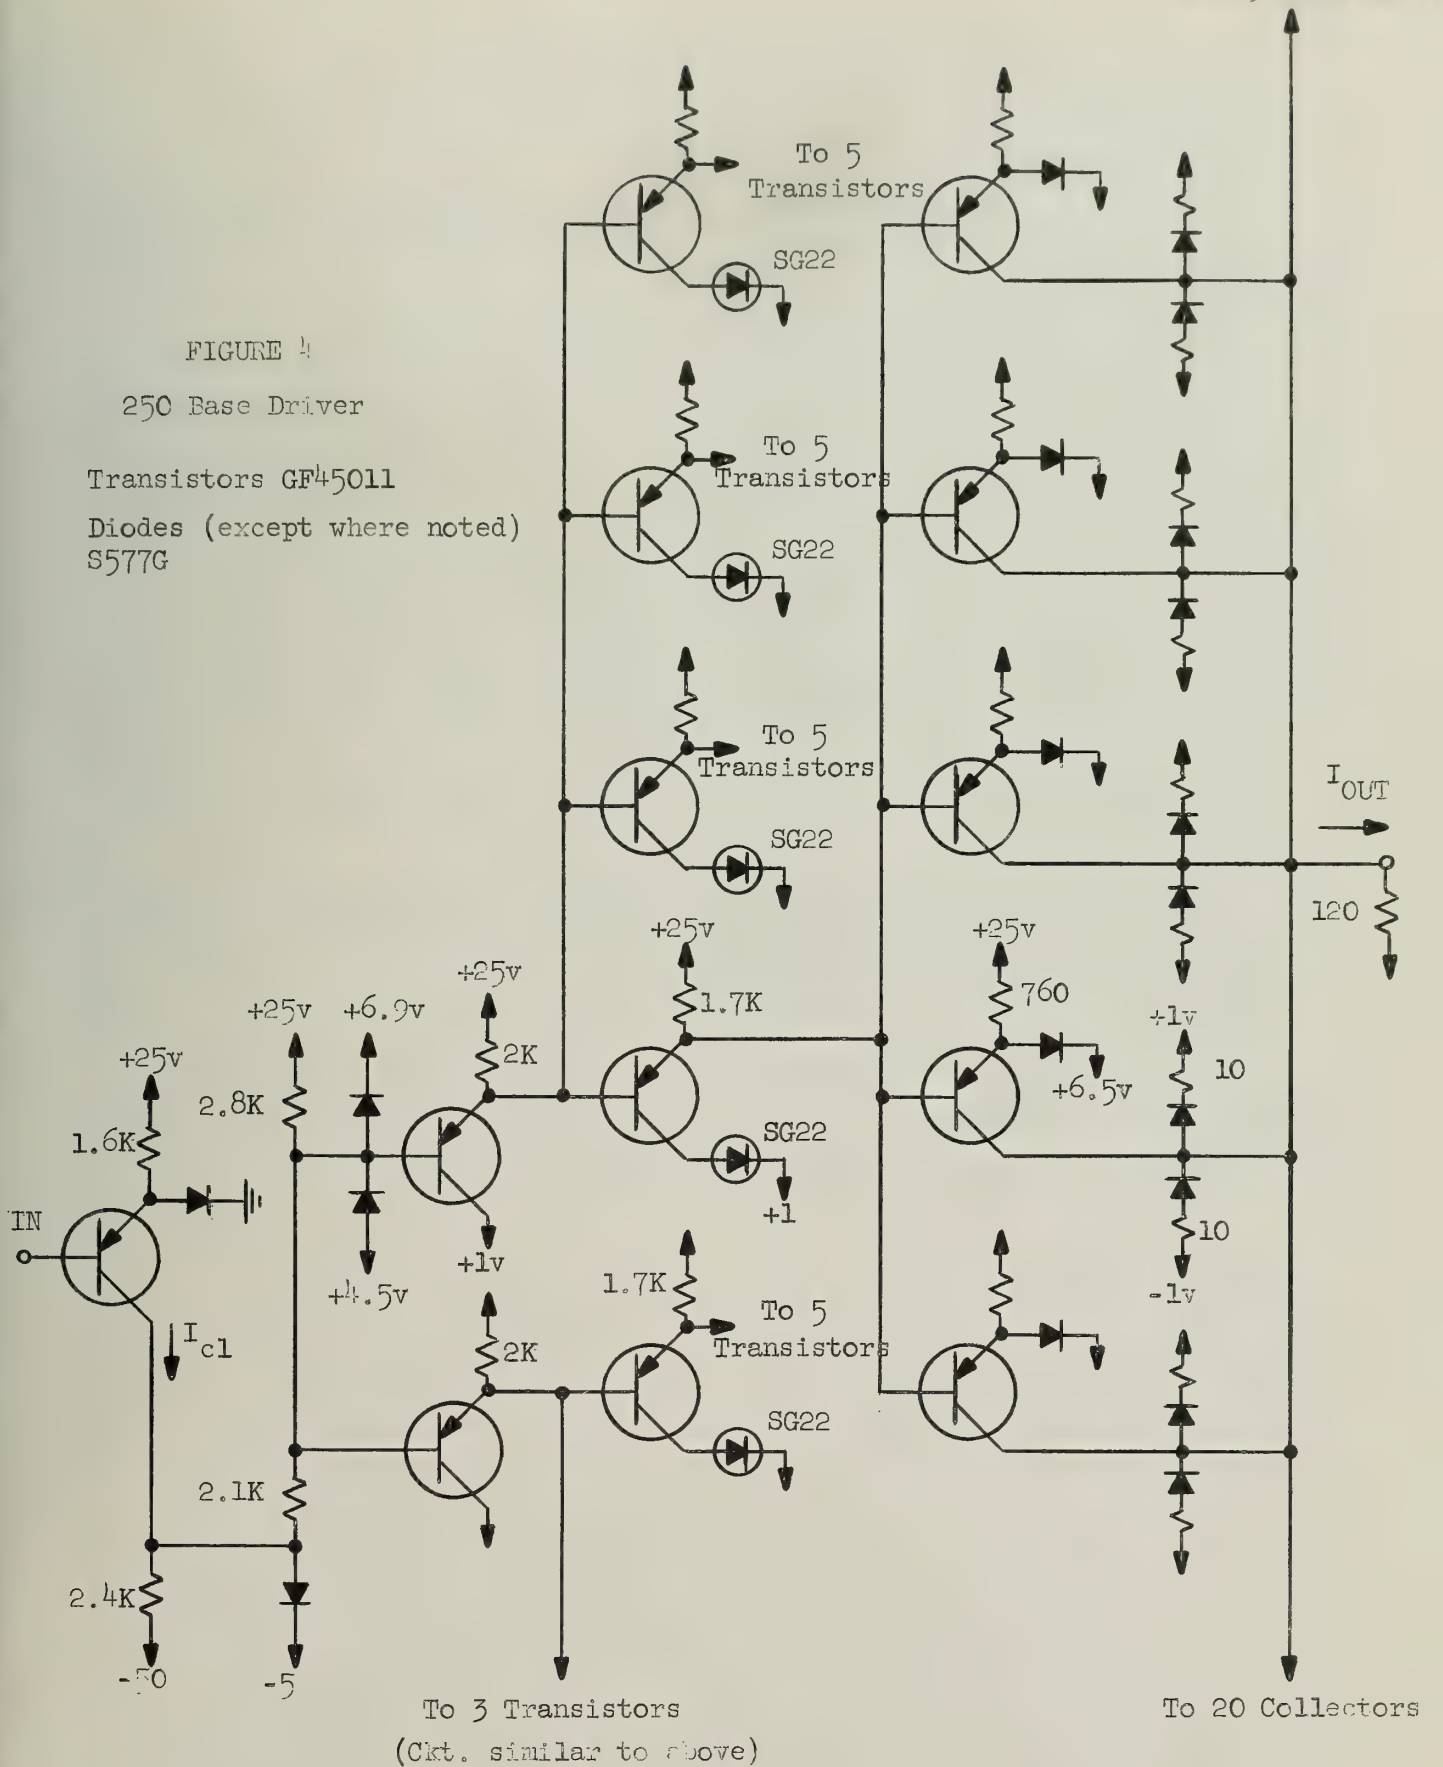 To 5
Transistors
SG22
FIGURE 4
250 Base Driver
Transistors GF45011
Diodes (except where noted)
S577G
To 5
Transistors
SG22
To 5
Transistors
SG22
I OUT
120
+25v
+25v
1.7K
760
+25v
+25v
+6.9v
+25v
2K
2.8K
1.6K
+6.5v
+1v
10
SG22
+1
IN
+1v
+4.5v
10
-1v
1.7K
To 5
Transistors
I c1
2K
SG22
2.1K
2.4K
-50
-5
To 3 Transistors
(Ckt. similar to above)
To 20 Collectors